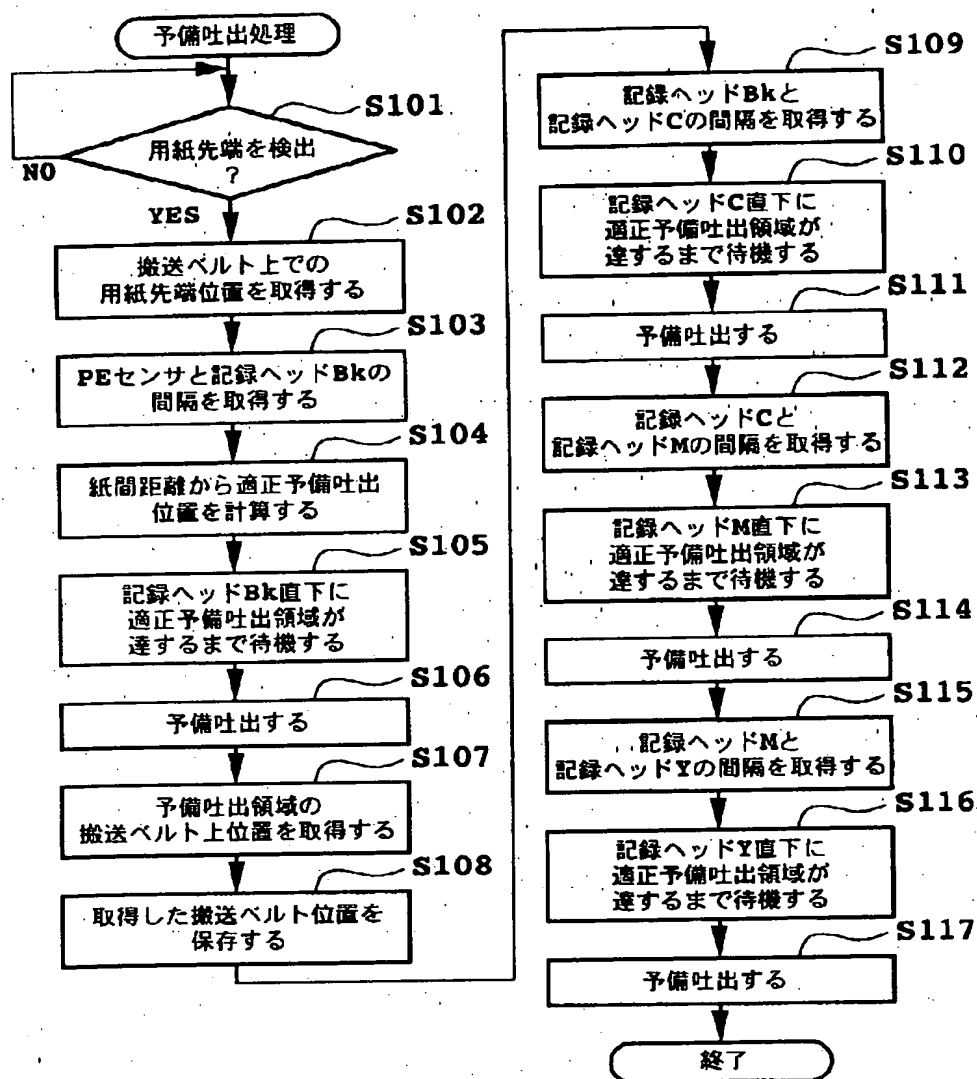 予備吐出処理
S101
用紙先端を検出
?
NO
YES
S102
搬送ベルト上での
用紙先端位置を取得する
S103
PEセンサと記録ヘッドBkの
間隔を取得する
S104
紙間距離から適正予備吐出
位置を計算する
S105
記録ヘッドBk直下に
適正予備吐出領域が
達するまで待機する
S106
予備吐出する
S107
予備吐出領域の
搬送ベルト上位置を取得する
S108
取得した搬送ベルト位置を
保存する
S109
記録ヘッドBkと
記録ヘッドCの間隔を取得する
S110
記録ヘッドC直下に
適正予備吐出領域が
達するまで待機する
S111
予備吐出する
S112
記録ヘッドCと
記録ヘッドMの間隔を取得する
S113
記録ヘッドM直下に
適正予備吐出領域が
達するまで待機する
S114
予備吐出する
S115
記録ヘッドMと
記録ヘッドYの間隔を取得する
S116
記録ヘッドY直下に
適正予備吐出領域が
達するまで待機する
S117
予備吐出する
終了